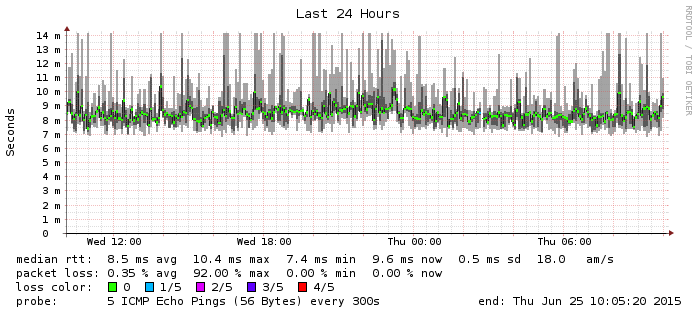 Last 24 Hours
RRDTOOL / TOBI OETIKER
Seconds
14 m
13 m
12 m
11 m
10 m
9 m
8 m
7 m
6 m
5 m
4 m
3 m
2 m
1 m
0
Wed 12:00 Wed 18:00 Thu 00:00 Thu 06:00
median rtt: 8.5 ms avg 10.4 ms max 7.4 ms min 9.6 ms now 0.5 ms sd 18.0 am/s
packet loss: 0.35 % avg 92.00 % max 0.00 % min 0.00 % now
loss color: 0 1/5 2/5 3/5 4/5
probe: 5 ICMP Echo Pings (56 Bytes) every 300s end: Thu Jun 25 10:05:20 2015